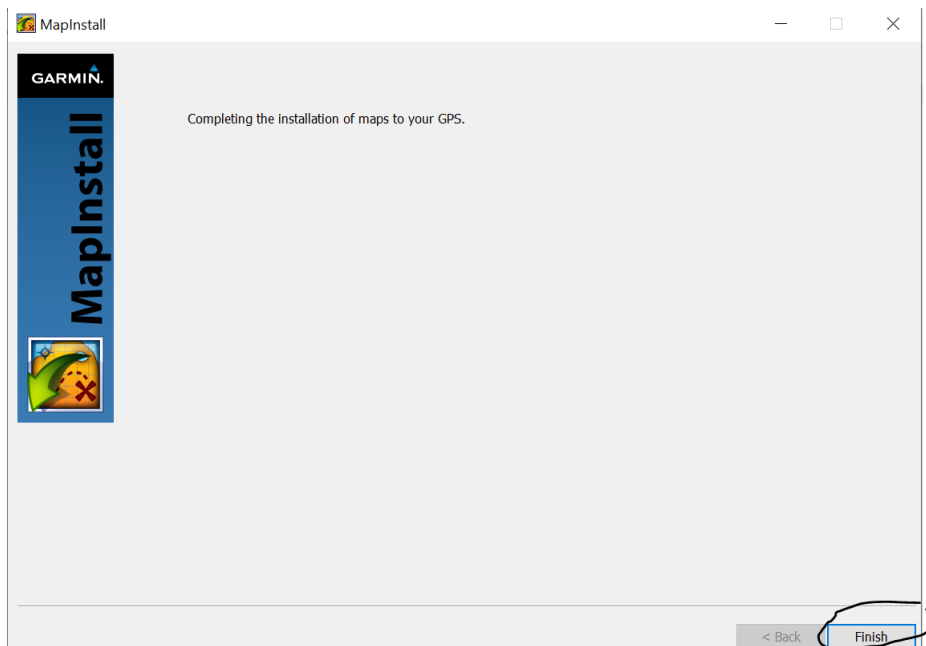 MapInstall
GARMIN.
MapInstall
Completing the installation of maps to your GPS.
< Back
Finish